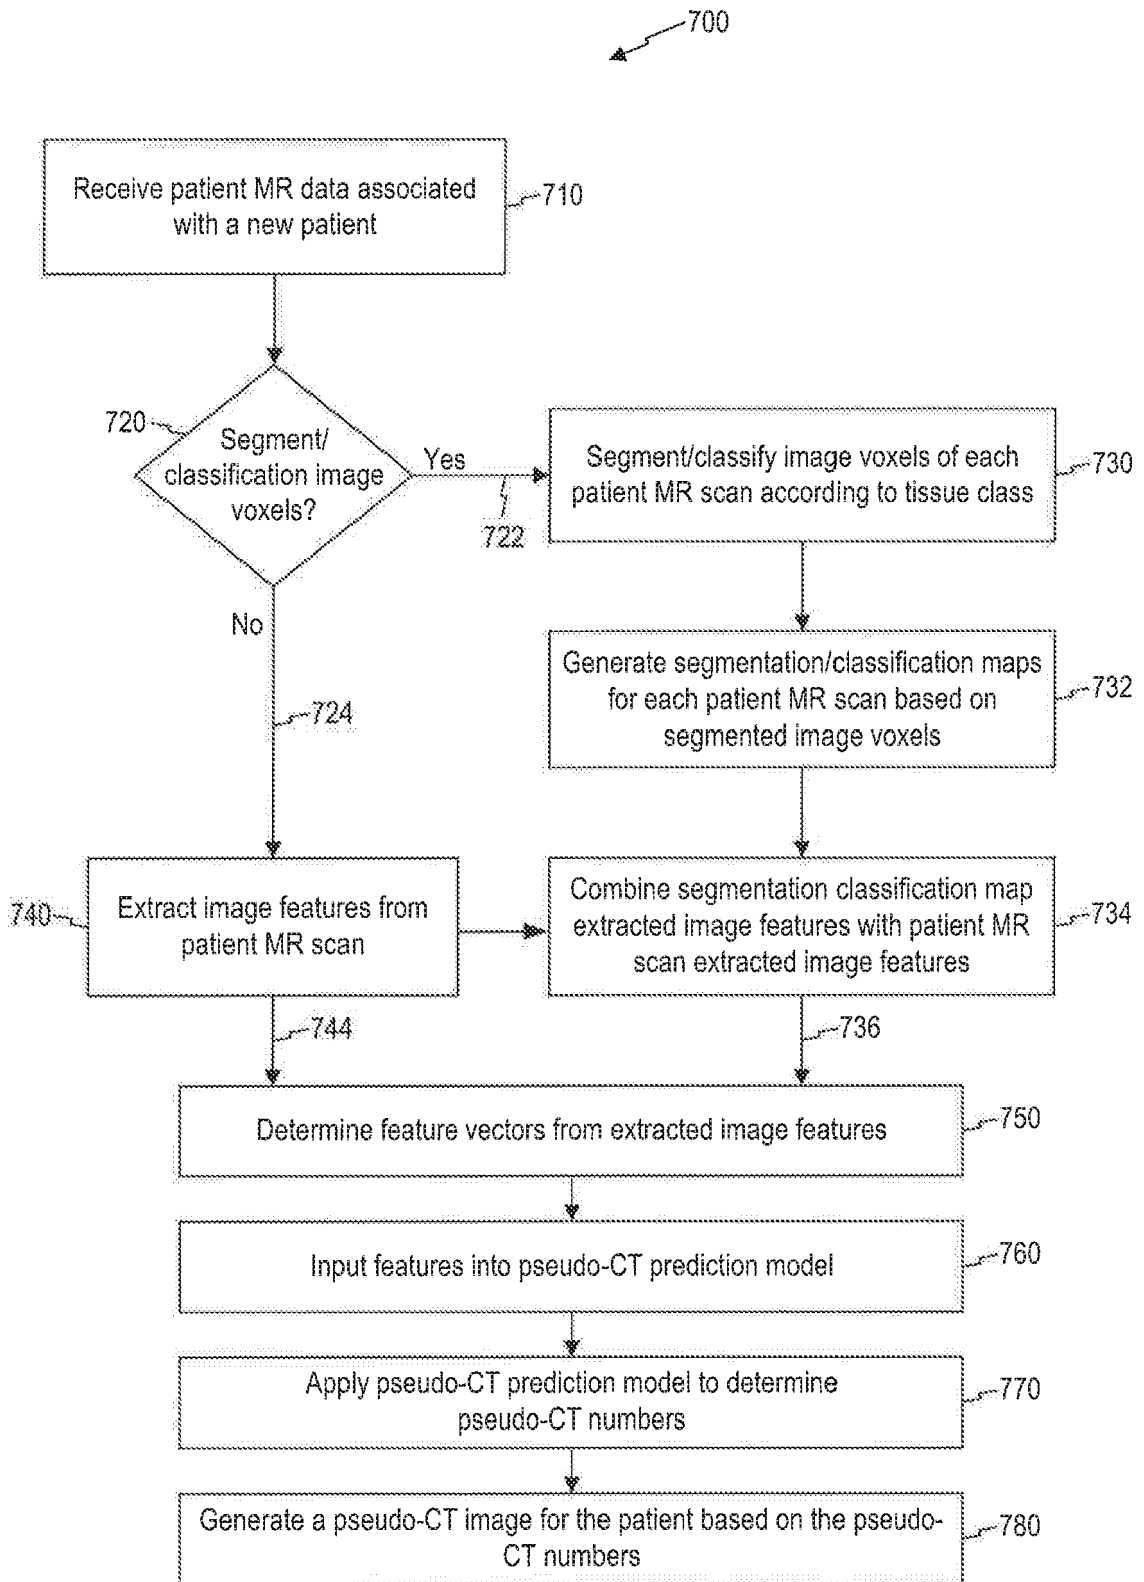 700
Receive patient MR data associated
with a new patient
710
720
Segment/
classification image
voxels?
Yes
722
Segment/classify image voxels of each
patient MR scan according to tissue class
730
No
724
Generate segmentation/classification maps
for each patient MR scan based on
segmented image voxels
732
740
Extract image features from
patient MR scan
Combine segmentation classification map
extracted image features with patient MR
scan extracted image features
734
744
736
Determine feature vectors from extracted image features
750
Input features into pseudo-CT prediction model
760
Apply pseudo-CT prediction model to determine
pseudo-CT numbers
770
Generate a pseudo-CT image for the patient based on the pseudo-
CT numbers
780